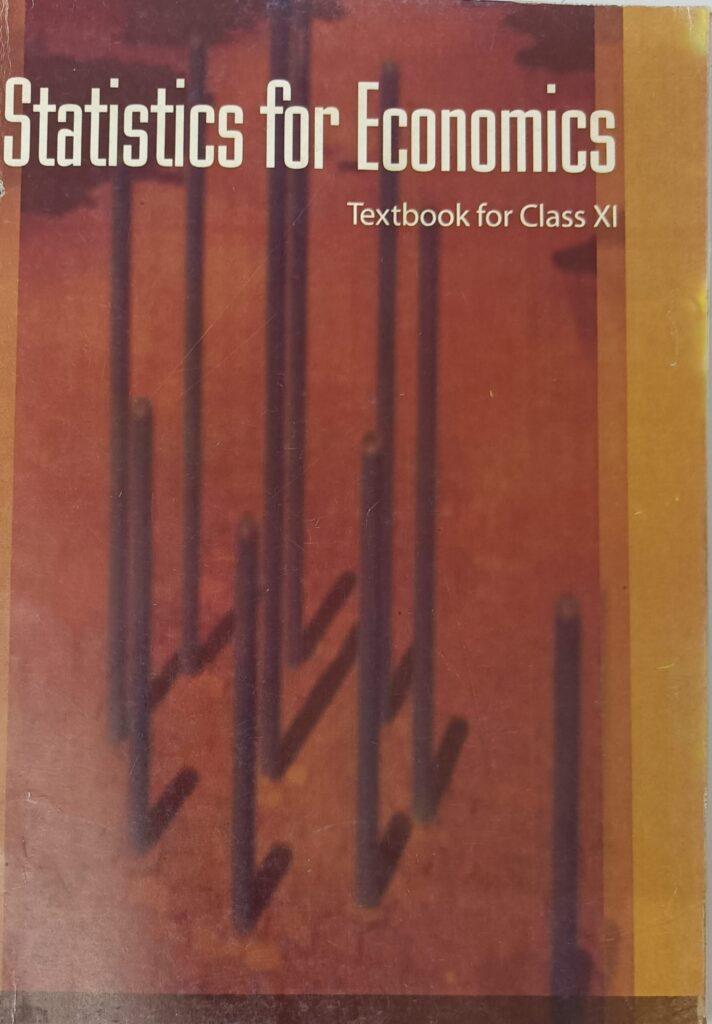 Statistics for Economics
Textbook for Class XI